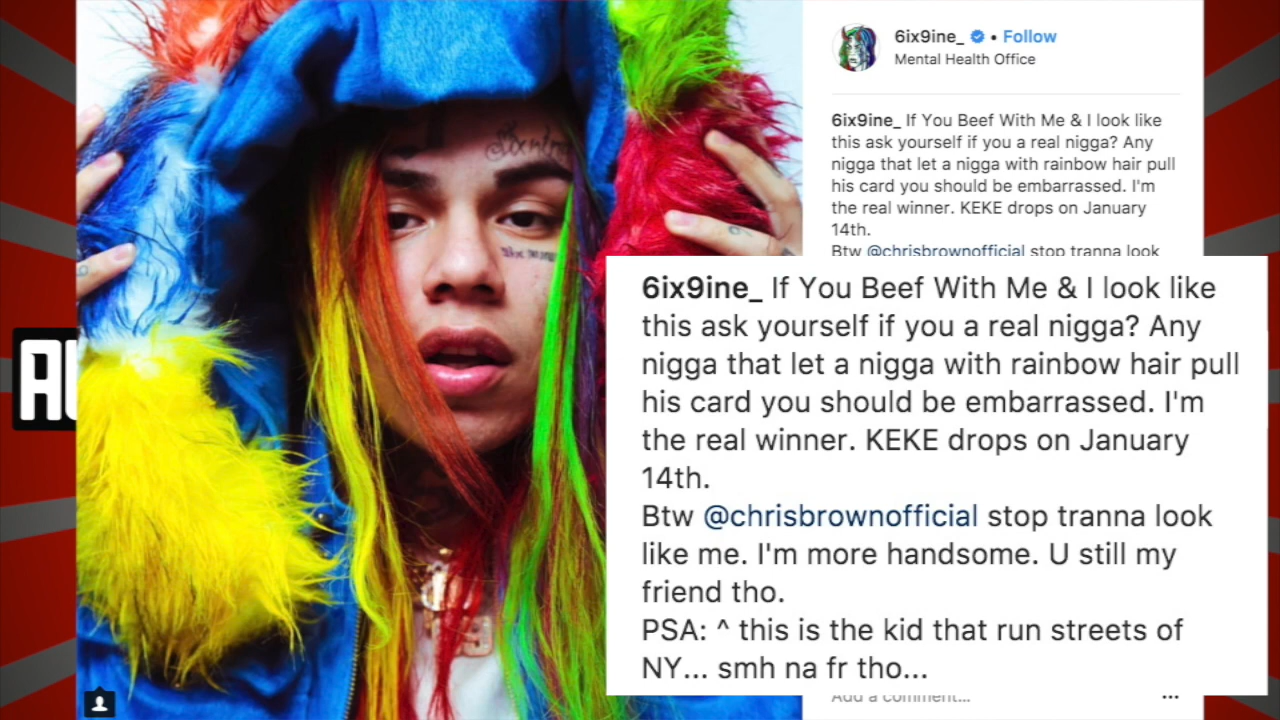 6ix9ine_ • Follow
Mental Health Office
6ix9ine_ If You Beef With Me & I look like
this ask yourself if you a real nigga? Any
nigga that let a nigga with rainbow hair pull
his card you should be embarrassed. I'm
the real winner. KEKE drops on January
14th.
Btw @chrisbrownofficial stop tranna look
6ix9ine_ If You Beef With Me & I look like
this ask yourself if you a real nigga? Any
nigga that let a nigga with rainbow hair pull
his card you should be embarrassed. I'm
the real winner. KEKE drops on January
14th.
Btw @chrisbrownofficial stop tranna look
like me. I'm more handsome. U still my
friend tho.
PSA: ^ this is the kid that run streets of
NY... smh na fr tho...
Add a comment...